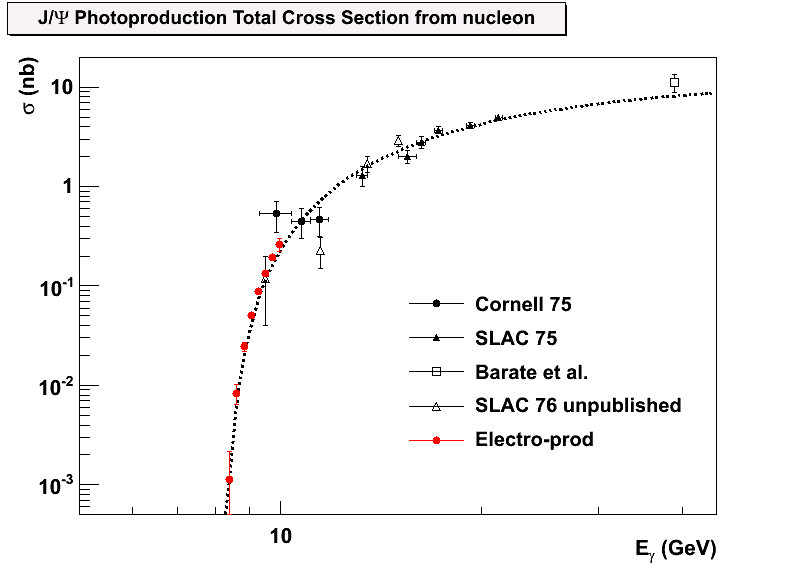 J/Ψ Photoproduction Total Cross Section from nucleon
σ (nb)
10
1
10⁻¹
10⁻²
10⁻³
Cornell 75
SLAC 75
Barate et al.
SLAC 76 unpublished
Electro-prod
10
Eᵧ (GeV)